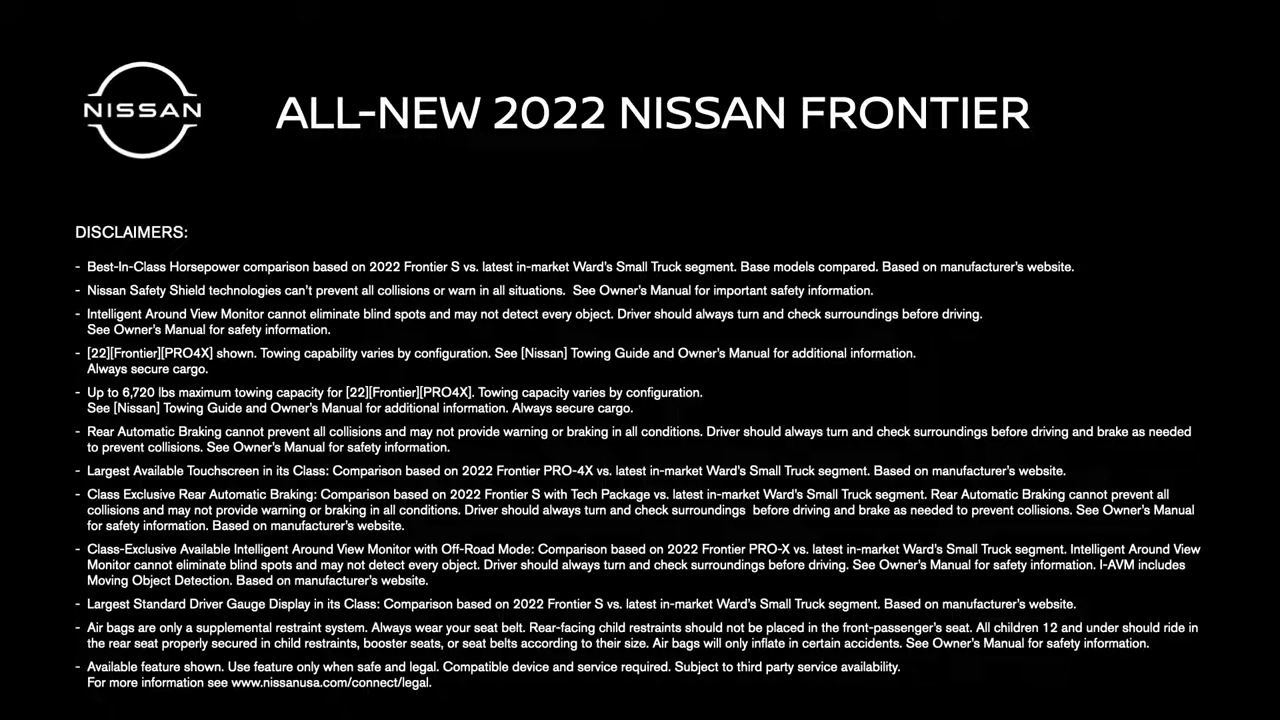 NISSAN
ALL-NEW 2022 NISSAN FRONTIER
DISCLAIMERS:
- Best-In-Class Horsepower comparison based on 2022 Frontier S vs. latest in-market Ward's Small Truck segment. Base models compared. Based on manufacturer's website.
- Nissan Safety Shield technologies can't prevent all collisions or warn in all situations.  See Owner's Manual for important safety information.
- Intelligent Around View Monitor cannot eliminate blind spots and may not detect every object. Driver should always turn and check surroundings before driving.
See Owner's Manual for safety information.
- [22][Frontier][PRO4X] shown. Towing capability varies by configuration. See [Nissan] Towing Guide and Owner's Manual for additional information.
Always secure cargo.
- Up to 6,720 lbs maximum towing capacity for [22][Frontier][PRO4X]. Towing capacity varies by configuration.
See [Nissan] Towing Guide and Owner's Manual for additional information. Always secure cargo.
- Rear Automatic Braking cannot prevent all collisions and may not provide warning or braking in all conditions. Driver should always turn and check surroundings before driving and brake as needed
to prevent collisions. See Owner's Manual for safety information.
- Largest Available Touchscreen in its Class: Comparison based on 2022 Frontier PRO-4X vs. latest in-market Ward's Small Truck segment. Based on manufacturer's website.
- Class Exclusive Rear Automatic Braking: Comparison based on 2022 Frontier S with Tech Package vs. latest in-market Ward's Small Truck segment. Rear Automatic Braking cannot prevent all
collisions and may not provide warning or braking in all conditions. Driver should always turn and check surroundings  before driving and brake as needed to prevent collisions. See Owner's Manual
for safety information. Based on manufacturer's website.
- Class-Exclusive Available Intelligent Around View Monitor with Off-Road Mode: Comparison based on 2022 Frontier PRO-X vs. latest in-market Ward's Small Truck segment. Intelligent Around View
Monitor cannot eliminate blind spots and may not detect every object. Driver should always turn and check surroundings before driving. See Owner's Manual for safety information. I-AVM includes
Moving Object Detection. Based on manufacturer's website.
- Largest Standard Driver Gauge Display in its Class: Comparison based on 2022 Frontier S vs. latest in-market Ward's Small Truck segment. Based on manufacturer's website.
- Air bags are only a supplemental restraint system. Always wear your seat belt. Rear-facing child restraints should not be placed in the front-passenger's seat. All children 12 and under should ride in
the rear seat properly secured in child restraints, booster seats, or seat belts according to their size. Air bags will only inflate in certain accidents. See Owner's Manual for safety information.
- Available feature shown. Use feature only when safe and legal. Compatible device and service required. Subject to third party service availability.
For more information see www.nissanusa.com/connect/legal.